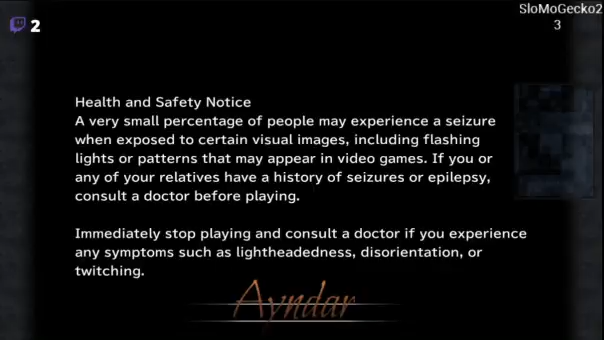 SloMoGecko2
2
3
Health and Safety Notice
A very small percentage of people may experience a seizure
when exposed to certain visual images, including flashing
lights or patterns that may appear in video games. If you or
any of your relatives have a history of seizures or epilepsy,
consult a doctor before playing.
Immediately stop playing and consult a doctor if you experience
any symptoms such as lightheadedness, disorientation, or
twitching.
Ayndar